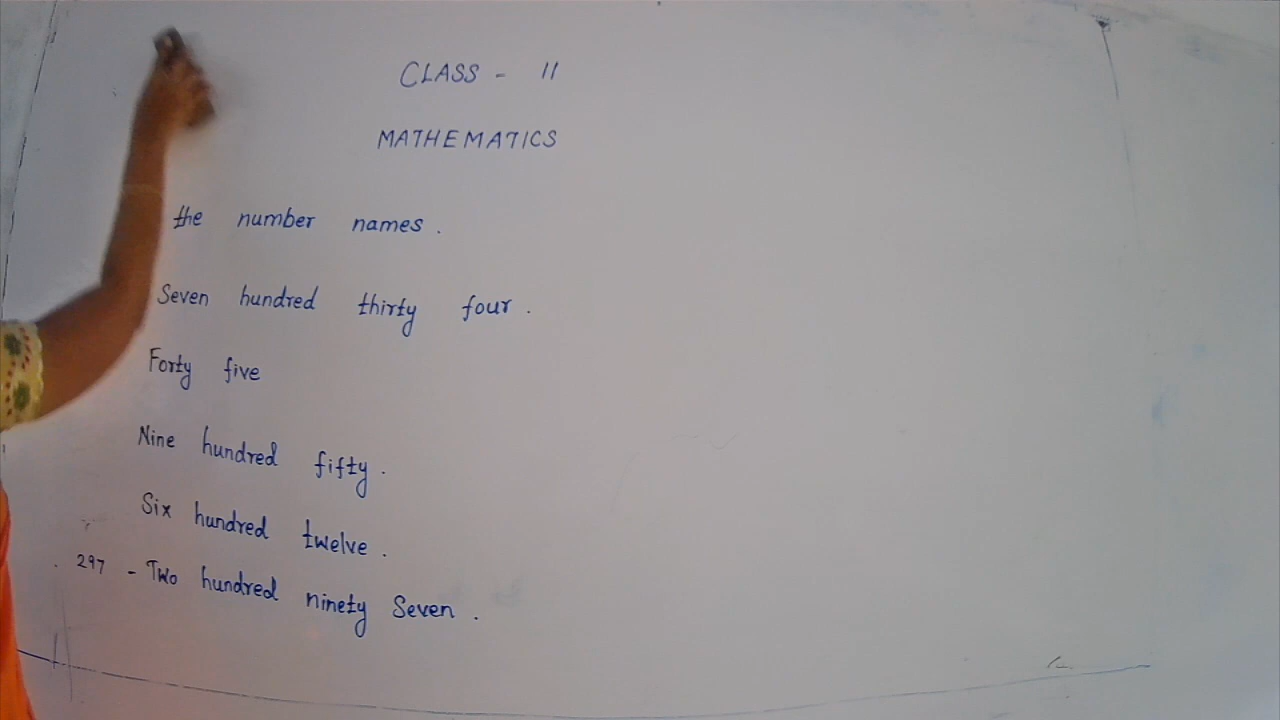 CLASS - II
MATHEMATICS
the number names.
Seven hundred thirty four.
Forty five
Nine hundred fifty.
Six hundred twelve.
297 - Two hundred ninety Seven.